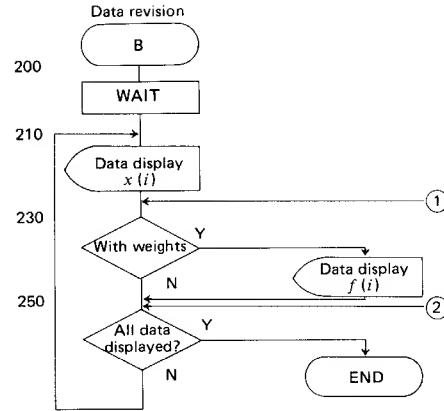 Data revision
B
200
WAIT
210
Data display
x (i)
1
230
With weights
Y
N
Data display
f (i)
250
2
All data
displayed?
Y
N
END